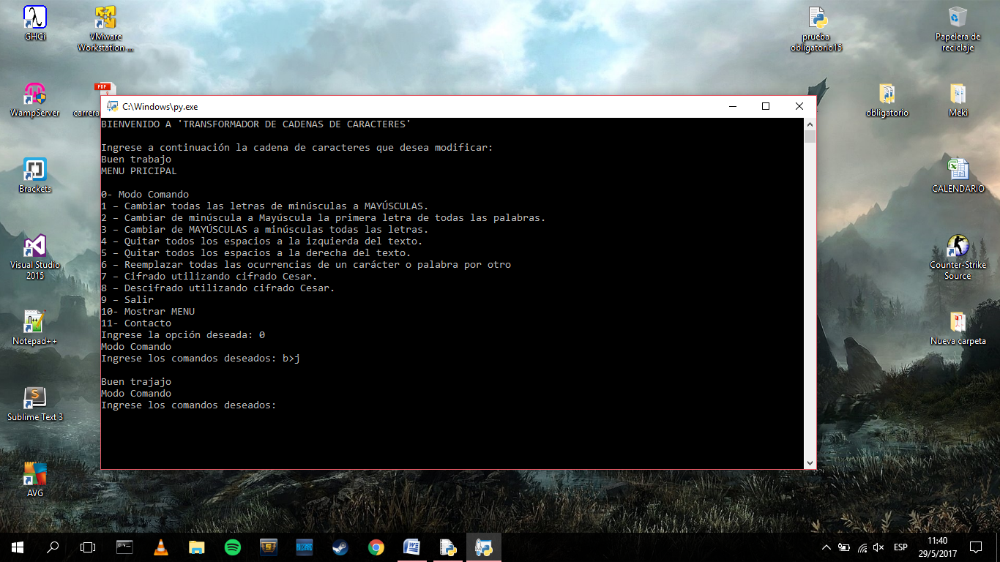 GHCi
VMware
Workstation ...
prueba
obligatorio15
Papelera de
reciclaje
WampServer
PDF
carrera
obligatorio
Meki
Brackets
CALENDARIO
Visual Studio
2015
Counter-Strike
Source
Notepad++
Nueva carpeta
Sublime Text 3
AVG
C:\Windows\py.exe
BIENVENIDO A 'TRANSFORMADOR DE CADENAS DE CARACTERES'
Ingrese a continuación la cadena de caracteres que desea modificar:
Buen trabajo
MENU PRICIPAL
0- Modo Comando
1 – Cambiar todas las letras de minúsculas a MAYÚSCULAS.
2 – Cambiar de minúscula a Mayúscula la primera letra de todas las palabras.
3 – Cambiar de MAYÚSCULAS a minúsculas todas las letras.
4 – Quitar todos los espacios a la izquierda del texto.
5 – Quitar todos los espacios a la derecha del texto.
6 – Reemplazar todas las ocurrencias de un carácter o palabra por otro
7 – Cifrado utilizando cifrado Cesar.
8 – Descifrado utilizando cifrado Cesar.
9 – Salir
10- Mostrar MENU
11- Contacto
Ingrese la opción deseada: 0
Modo Comando
Ingrese los comandos deseados: b>j
Buen trajajo
Modo Comando
Ingrese los comandos deseados:
ESP
11:40
29/5/2017